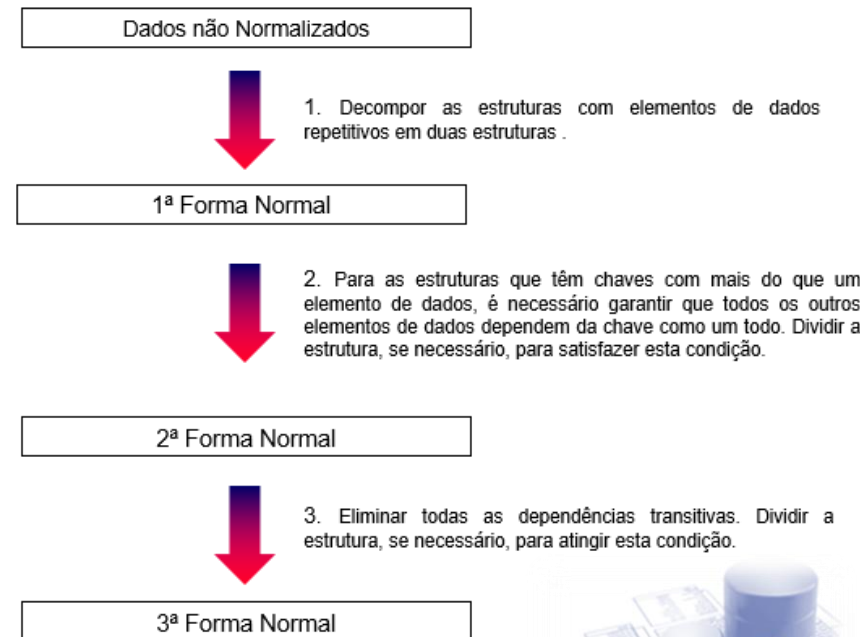 Dados não Normalizados
1. Decompor as estruturas com elementos de dados
repetitivos em duas estruturas .
1ª Forma Normal
2. Para as estruturas que têm chaves com mais do que um
elemento de dados, é necessário garantir que todos os outros
elementos de dados dependem da chave como um todo. Dividir a
estrutura, se necessário, para satisfazer esta condição.
2ª Forma Normal
3. Eliminar todas as dependências transitivas. Dividir a
estrutura, se necessário, para atingir esta condição.
3ª Forma Normal